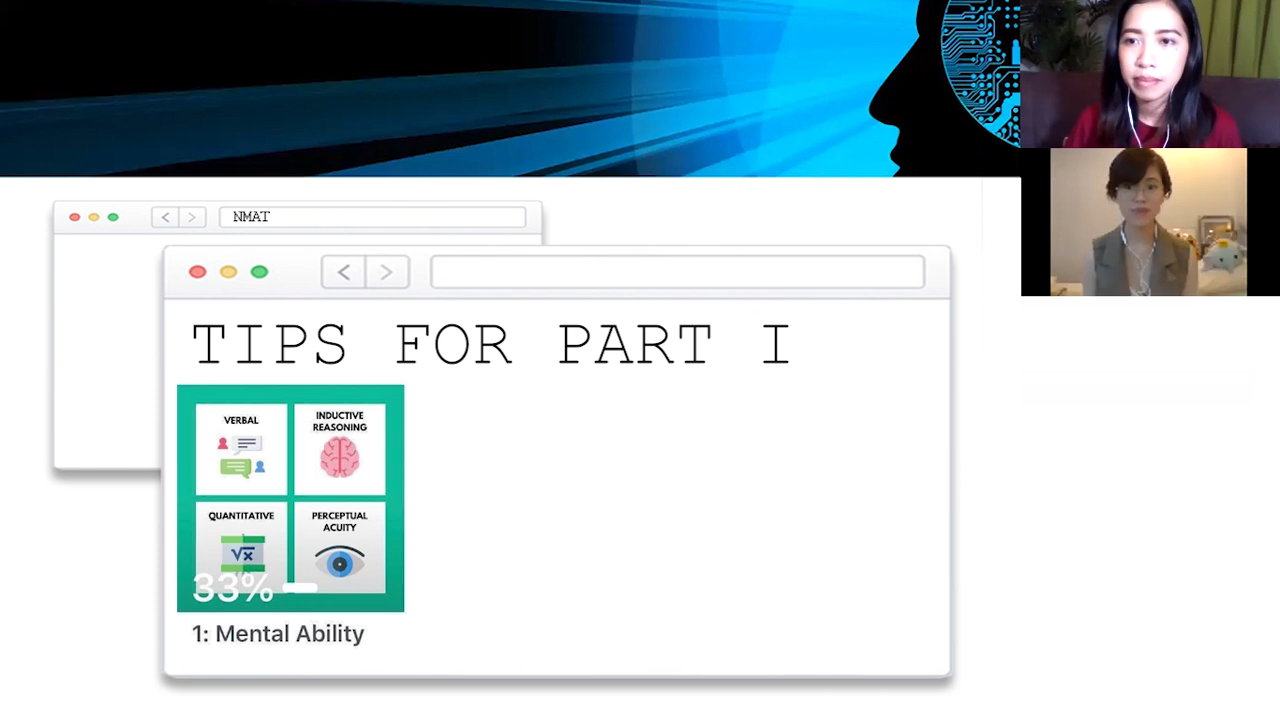 NMAT
TIPS FOR PART I
VERBAL
INDUCTIVE
REASONING
QUANTITATIVE
√x
PERCEPTUAL
ACUITY
33%
1: Mental Ability